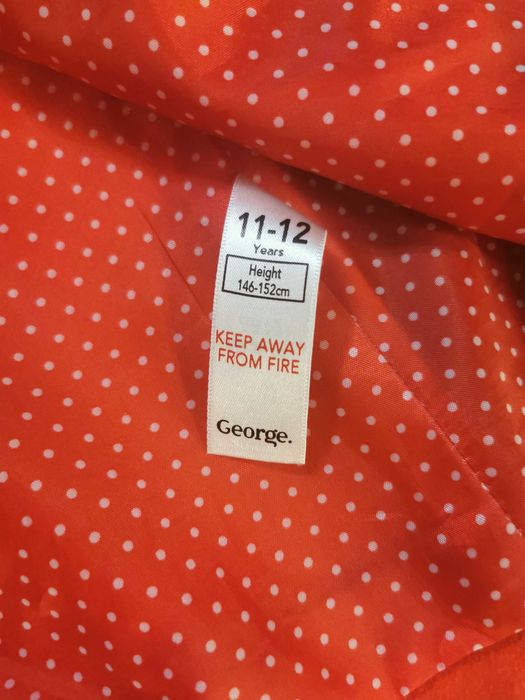 11-12
Years
Height
146-152cm
KEEP AWAY
FROM FIRE
George.